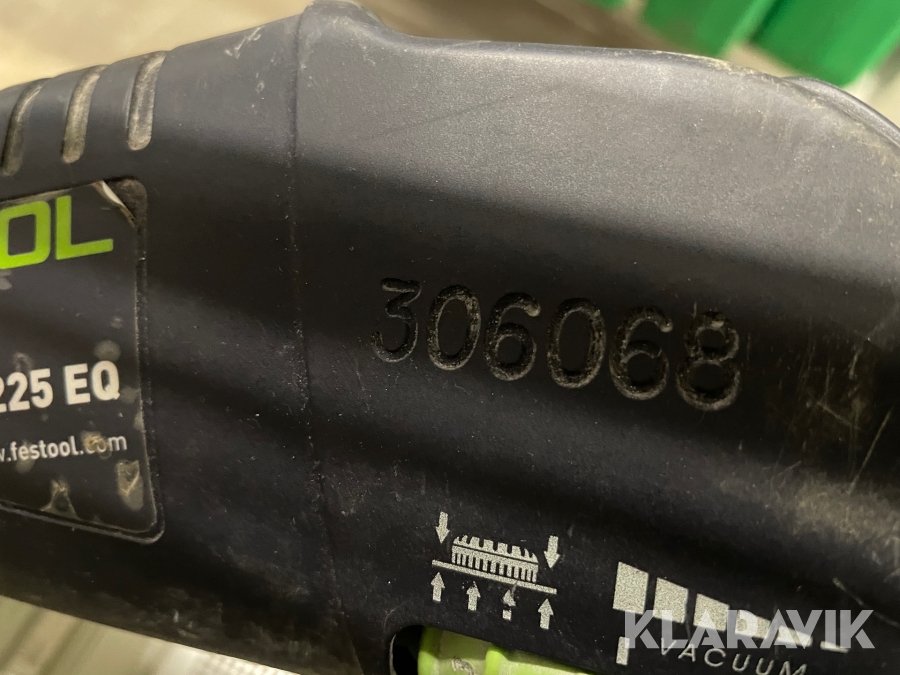 OL
306068
225 EQ
w.festool.com
VACUUM
KLARAVIK